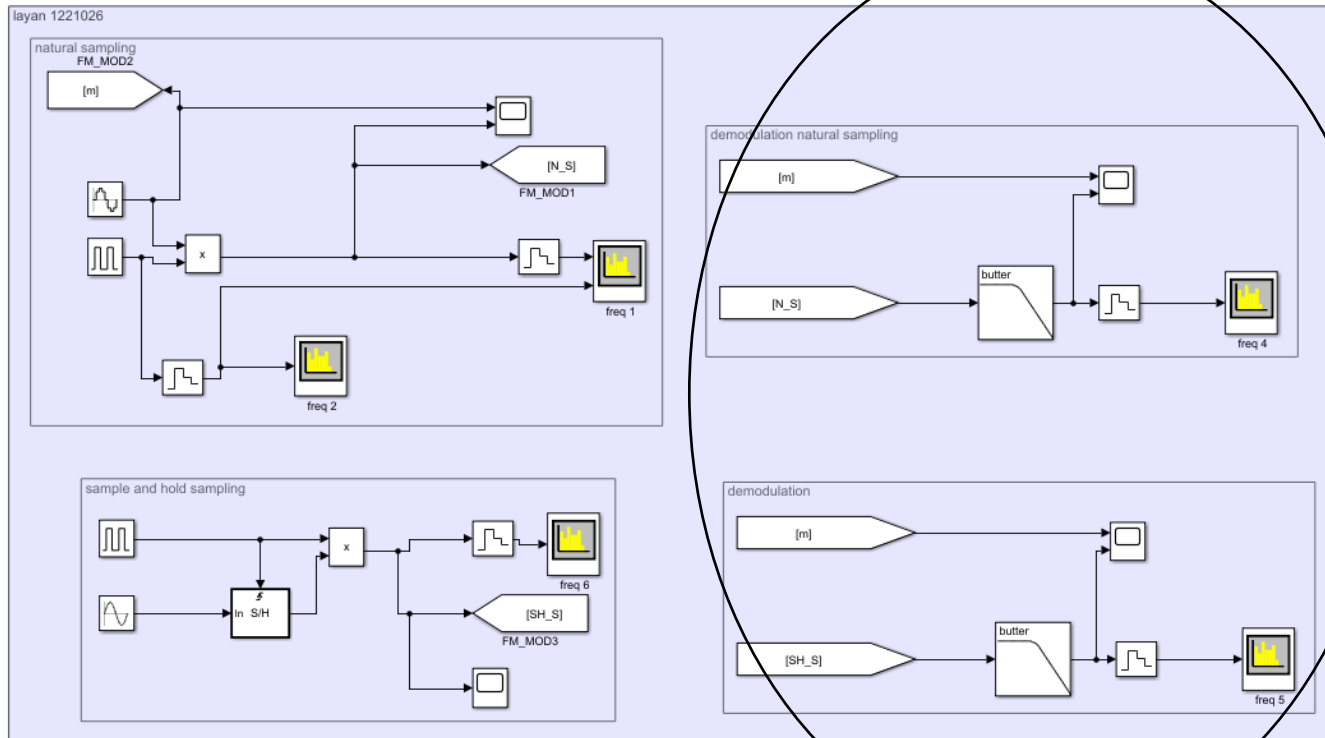 layan 1221026
natural sampling
FM_MOD2
[m]
[N_S]
FM_MOD1
x
freq 1
freq 2
demodulation natural sampling
[m]
[N_S]
butter
freq 4
sample and hold sampling
x
In S/H
freq 6
[SH_S]
FM_MOD3
demodulation
[m]
[SH_S]
butter
freq 5